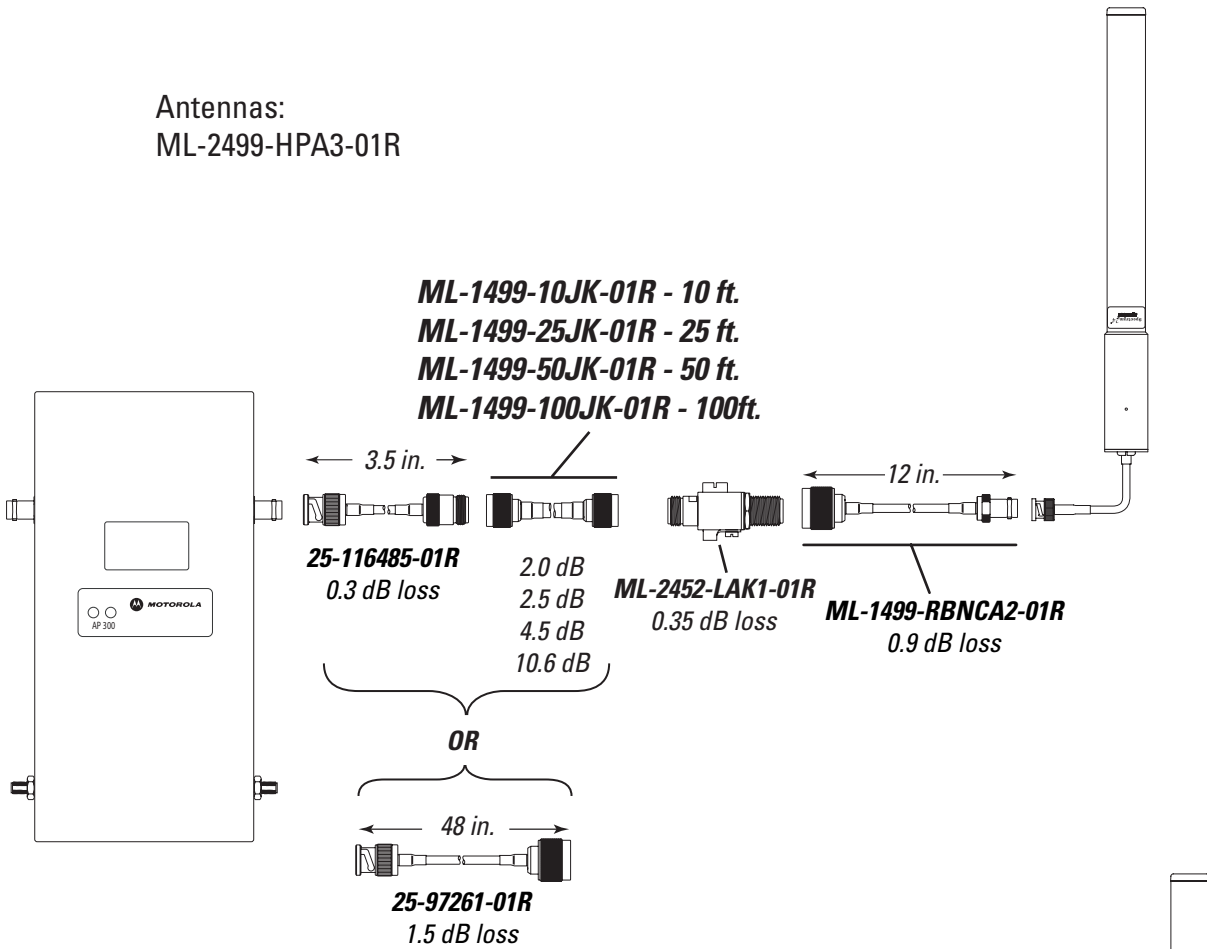 Antennas:
ML-2499-HPA3-01R
ML-1499-10JK-01R - 10 ft.
ML-1499-25JK-01R - 25 ft.
ML-1499-50JK-01R - 50 ft.
ML-1499-100JK-01R - 100ft.
3.5 in.
12 in.
25-116485-01R
0.3 dB loss
2.0 dB
2.5 dB
4.5 dB
10.6 dB
ML-2452-LAK1-01R
0.35 dB loss
ML-1499-RBNCA2-01R
0.9 dB loss
MOTOROLA
AP 300
OR
48 in.
25-97261-01R
1.5 dB loss